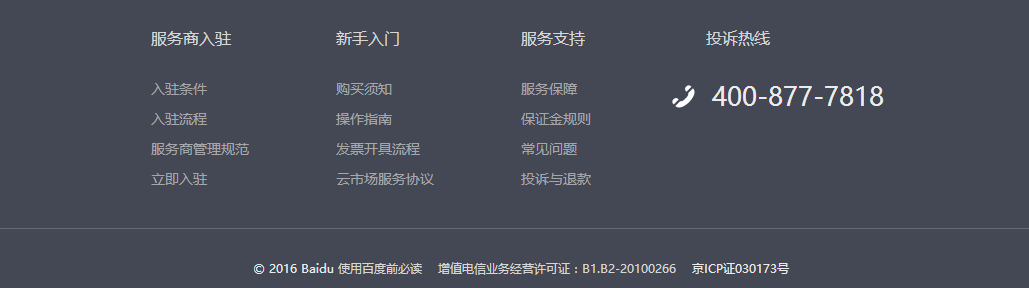 服务商入驻
入驻条件
入驻流程
服务商管理规范
立即入驻
新手入门
购买须知
操作指南
发票开具流程
云市场服务协议
服务支持
服务保障
保证金规则
常见问题
投诉与退款
投诉热线
400-877-7818
© 2016 Baidu 使用百度前必读 增值电信业务经营许可证：B1.B2-20100266 京ICP证030173号